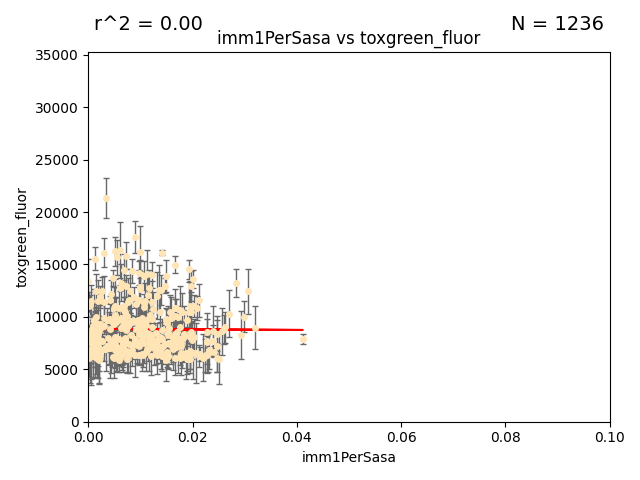 r^2 = 0.00
N = 1236
imm1PerSasa vs toxgreen_fluor
35000
30000
25000
20000
15000
10000
5000
0
toxgreen_fluor
0.00
0.02
0.04
0.06
0.08
0.10
imm1PerSasa